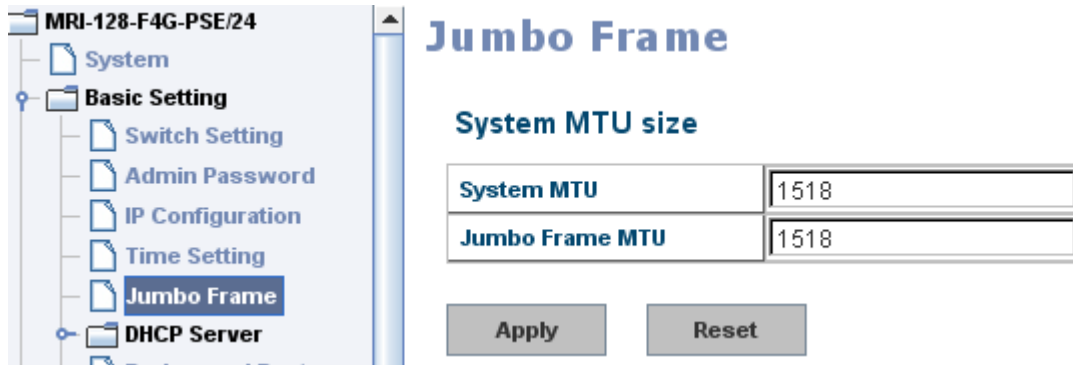 MRI-128-F4G-PSE/24
System
Basic Setting
Switch Setting
Admin Password
IP Configuration
Time Setting
Jumbo Frame
DHCP Server
Jumbo Frame
System MTU size
System MTU 1518
Jumbo Frame MTU 1518
Apply Reset